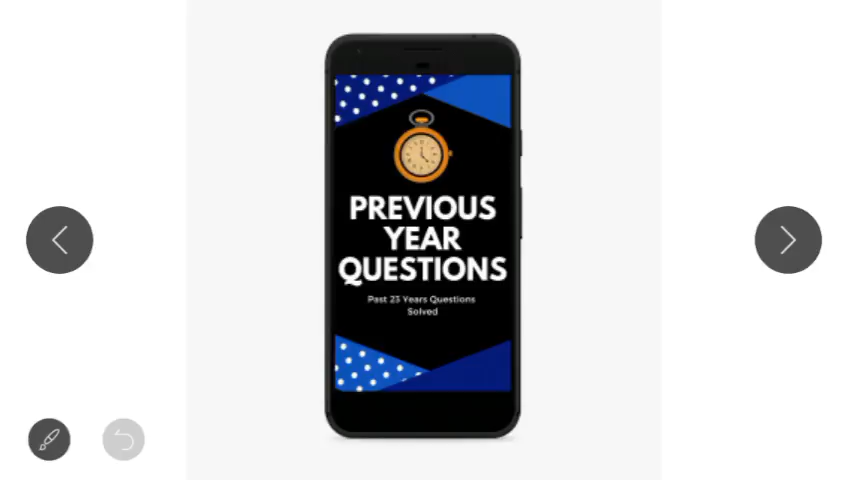 PREVIOUS
YEAR
QUESTIONS
Past 23 Years Questions
Solved